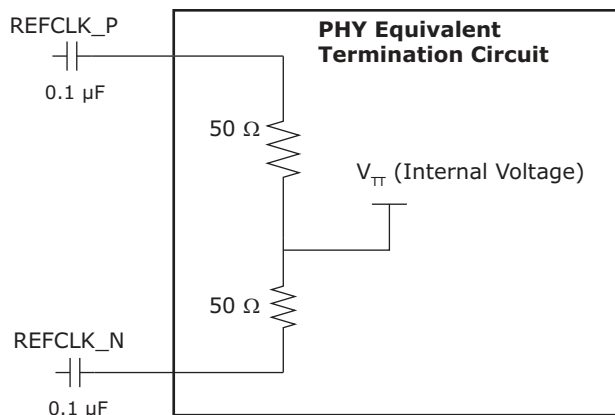 REFCLK_P
0.1 µF
PHY Equivalent
Termination Circuit
50 Ω
V_TT (Internal Voltage)
50 Ω
REFCLK_N
0.1 µF